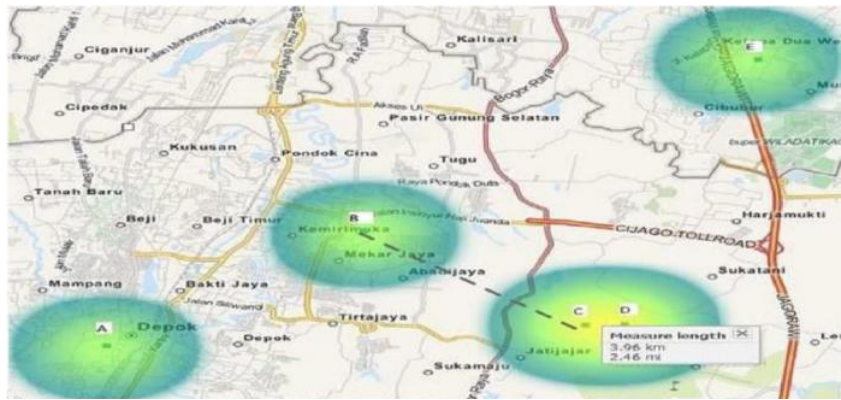 Ciganjur
Kalisari
E
Cipedak
Akses UI
Bogor Raya
Cibubur
Pasir Gunung Selatan
Kukusan
Pondok Cina
Tugu
Tanah Baru
Raya Pondok Duta
B
Beji
Beji Timur
Kemirimuka
Harjamukti
CIJAGO TOLLROAD
Mekar Jaya
Abadijaya
Sukatani
Mampang
Bakti Jaya
Jalan Siliwangi
JAGORAWI
C
D
A
Depok
Tirtajaya
Depok
Measure length
3.96 km
2.46 mi
Jatijajar
Sukamaju